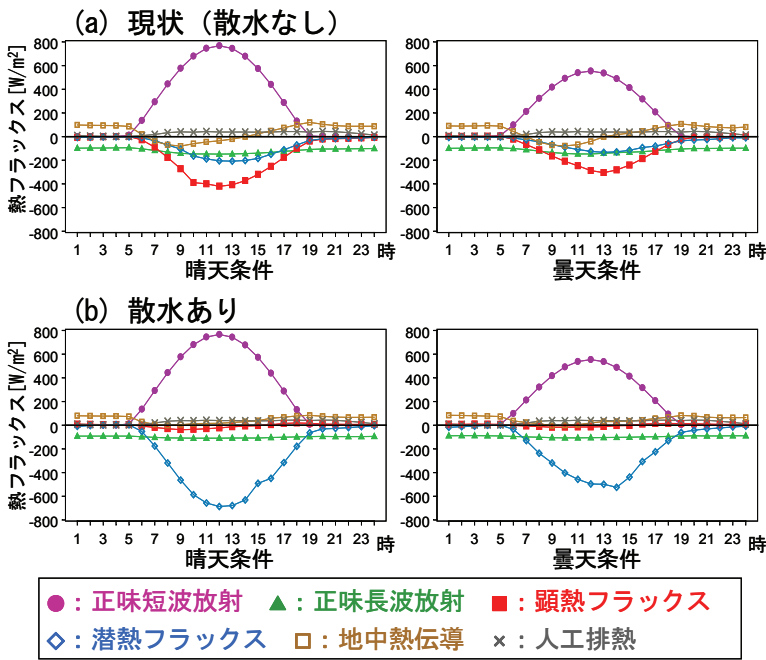 (a) 現状（散水なし）
熱フラックス[W/m²]
800
600
400
200
0
-200
-400
-600
-800
1 3 5 7 9 11 13 15 17 19 21 23 時
晴天条件
800
600
400
200
0
-200
-400
-600
-800
1 3 5 7 9 11 13 15 17 19 21 23 時
曇天条件
(b) 散水あり
熱フラックス[W/m²]
800
600
400
200
0
-200
-400
-600
-800
1 3 5 7 9 11 13 15 17 19 21 23 時
晴天条件
800
600
400
200
0
-200
-400
-600
-800
1 3 5 7 9 11 13 15 17 19 21 23 時
曇天条件
：正味短波放射 ：正味長波放射 ：顕熱フラックス
：潜熱フラックス ：地中熱伝導 ：人工排熱